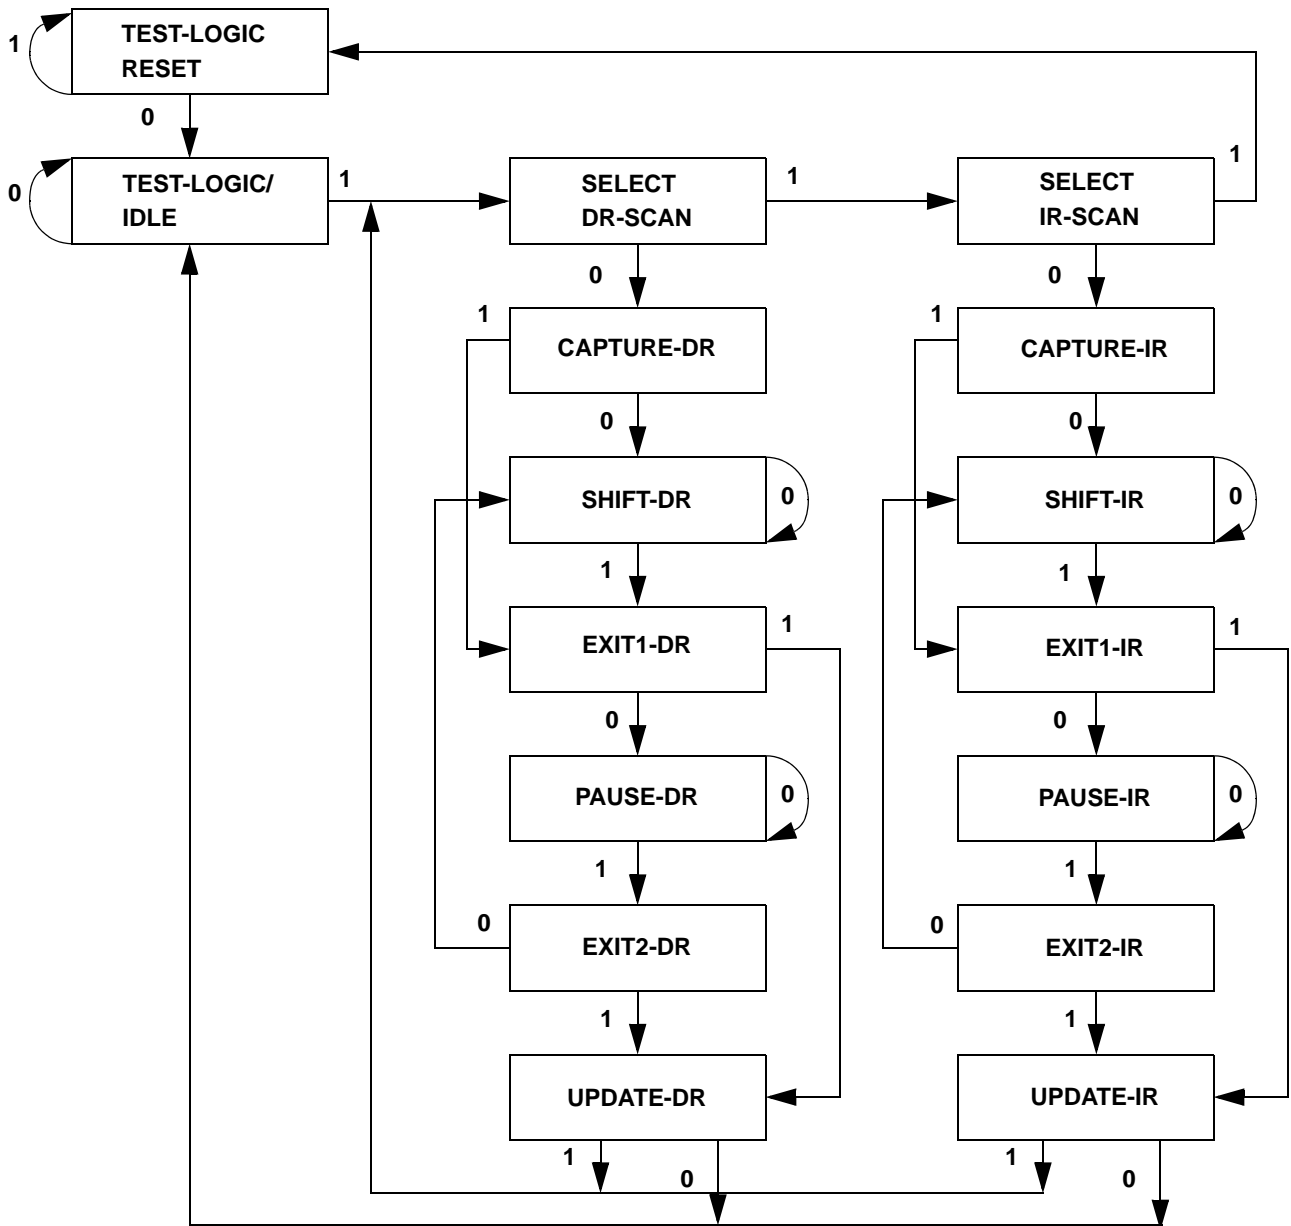 1
TEST-LOGIC
RESET
0
0
TEST-LOGIC/
IDLE
1
SELECT
DR-SCAN
1
SELECT
IR-SCAN
1
0
0
1
CAPTURE-DR
1
CAPTURE-IR
0
0
SHIFT-DR
0
SHIFT-IR
0
1
1
EXIT1-DR
1
EXIT1-IR
1
0
0
PAUSE-DR
0
PAUSE-IR
0
1
1
0
EXIT2-DR
0
EXIT2-IR
1
1
UPDATE-DR
UPDATE-IR
1
0
1
0